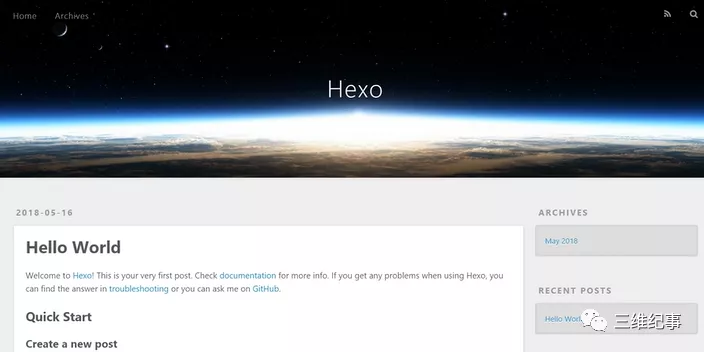 Home Archives
Hexo
2018-05-16
Hello World
Welcome to Hexo! This is your very first post. Check documentation for more info. If you get any problems when using Hexo, you
can find the answer in troubleshooting or you can ask me on GitHub.
Quick Start
Create a new post
ARCHIVES
May 2018
RECENT POSTS
Hello World
三维纪事